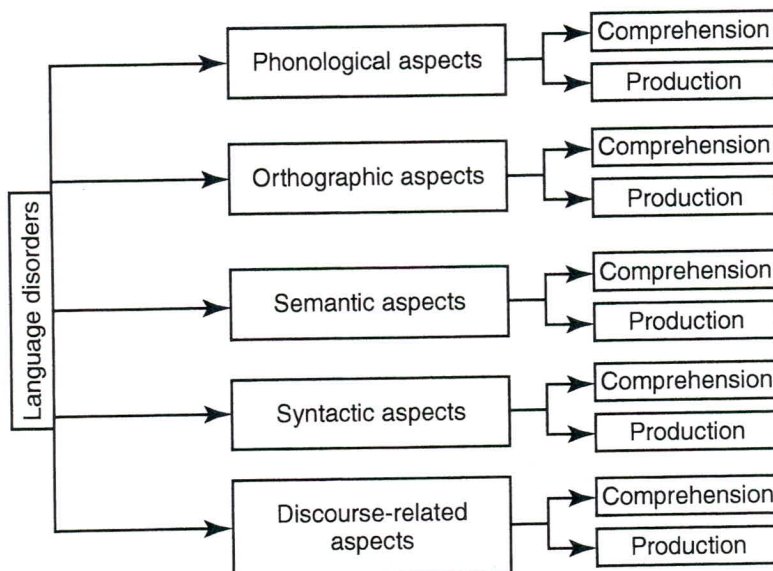 Language disorders
Phonological aspects
Comprehension
Production
Orthographic aspects
Comprehension
Production
Semantic aspects
Comprehension
Production
Syntactic aspects
Comprehension
Production
Discourse-related
aspects
Comprehension
Production